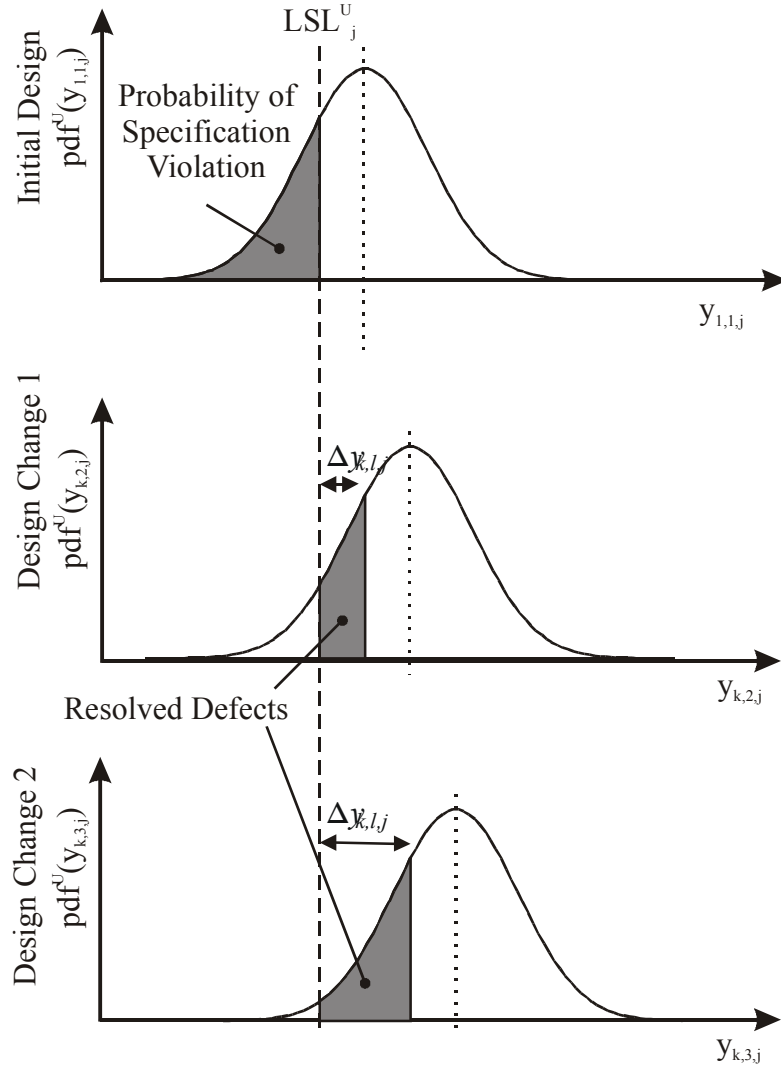 LSL^U_j
Initial Design
pdf^U(y_1,1,j)
Probability of
Specification
Violation
y_1,1,j
Design Change 1
pdf^U(y_k,2,j)
Δy_k,l,j
y_k,2,j
Resolved Defects
Design Change 2
pdf^U(y_k,3,j)
Δy_k,l,j
y_k,3,j